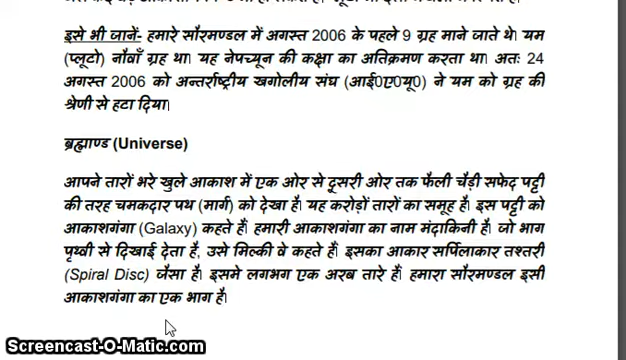 इसे भी जानें- हमारे सौरमण्डल में अगस्त 2006 के पहले 9 ग्रह माने जाते थे। यम
(प्लूटो) नौवाँ ग्रह था। यह नेपच्यून की कक्षा का अतिक्रमण करता था। अतः 24
अगस्त 2006 को अन्तर्राष्ट्रीय खगोलीय संघ (आई0ए0यू0) ने यम को ग्रह की
श्रेणी से हटा दिया।
ब्रह्माण्ड (Universe)
आपने तारों भरे खुले आकाश में एक ओर से दूसरी ओर तक फैली चैड़ी सफेद पट्टी
की तरह चमकदार पथ (मार्ग) को देखा है। यह करोड़ों तारों का समूह है। इस पट्टी को
आकाशगंगा (Galaxy) कहते हैं। हमारी आकाशगंगा का नाम मंदाकिनी है। जो भाग
पृथ्वी से दिखाई देता है, उसे मिल्की वे कहते है। इसका आकार सर्पिलाकार तश्तरी
(Spiral Disc) जैसा है। इसमे लगभग एक अरब तारे हैं। हमारा सौरमण्डल इसी
आकाशगंगा का एक भाग है।
Screencast-O-Matic.com